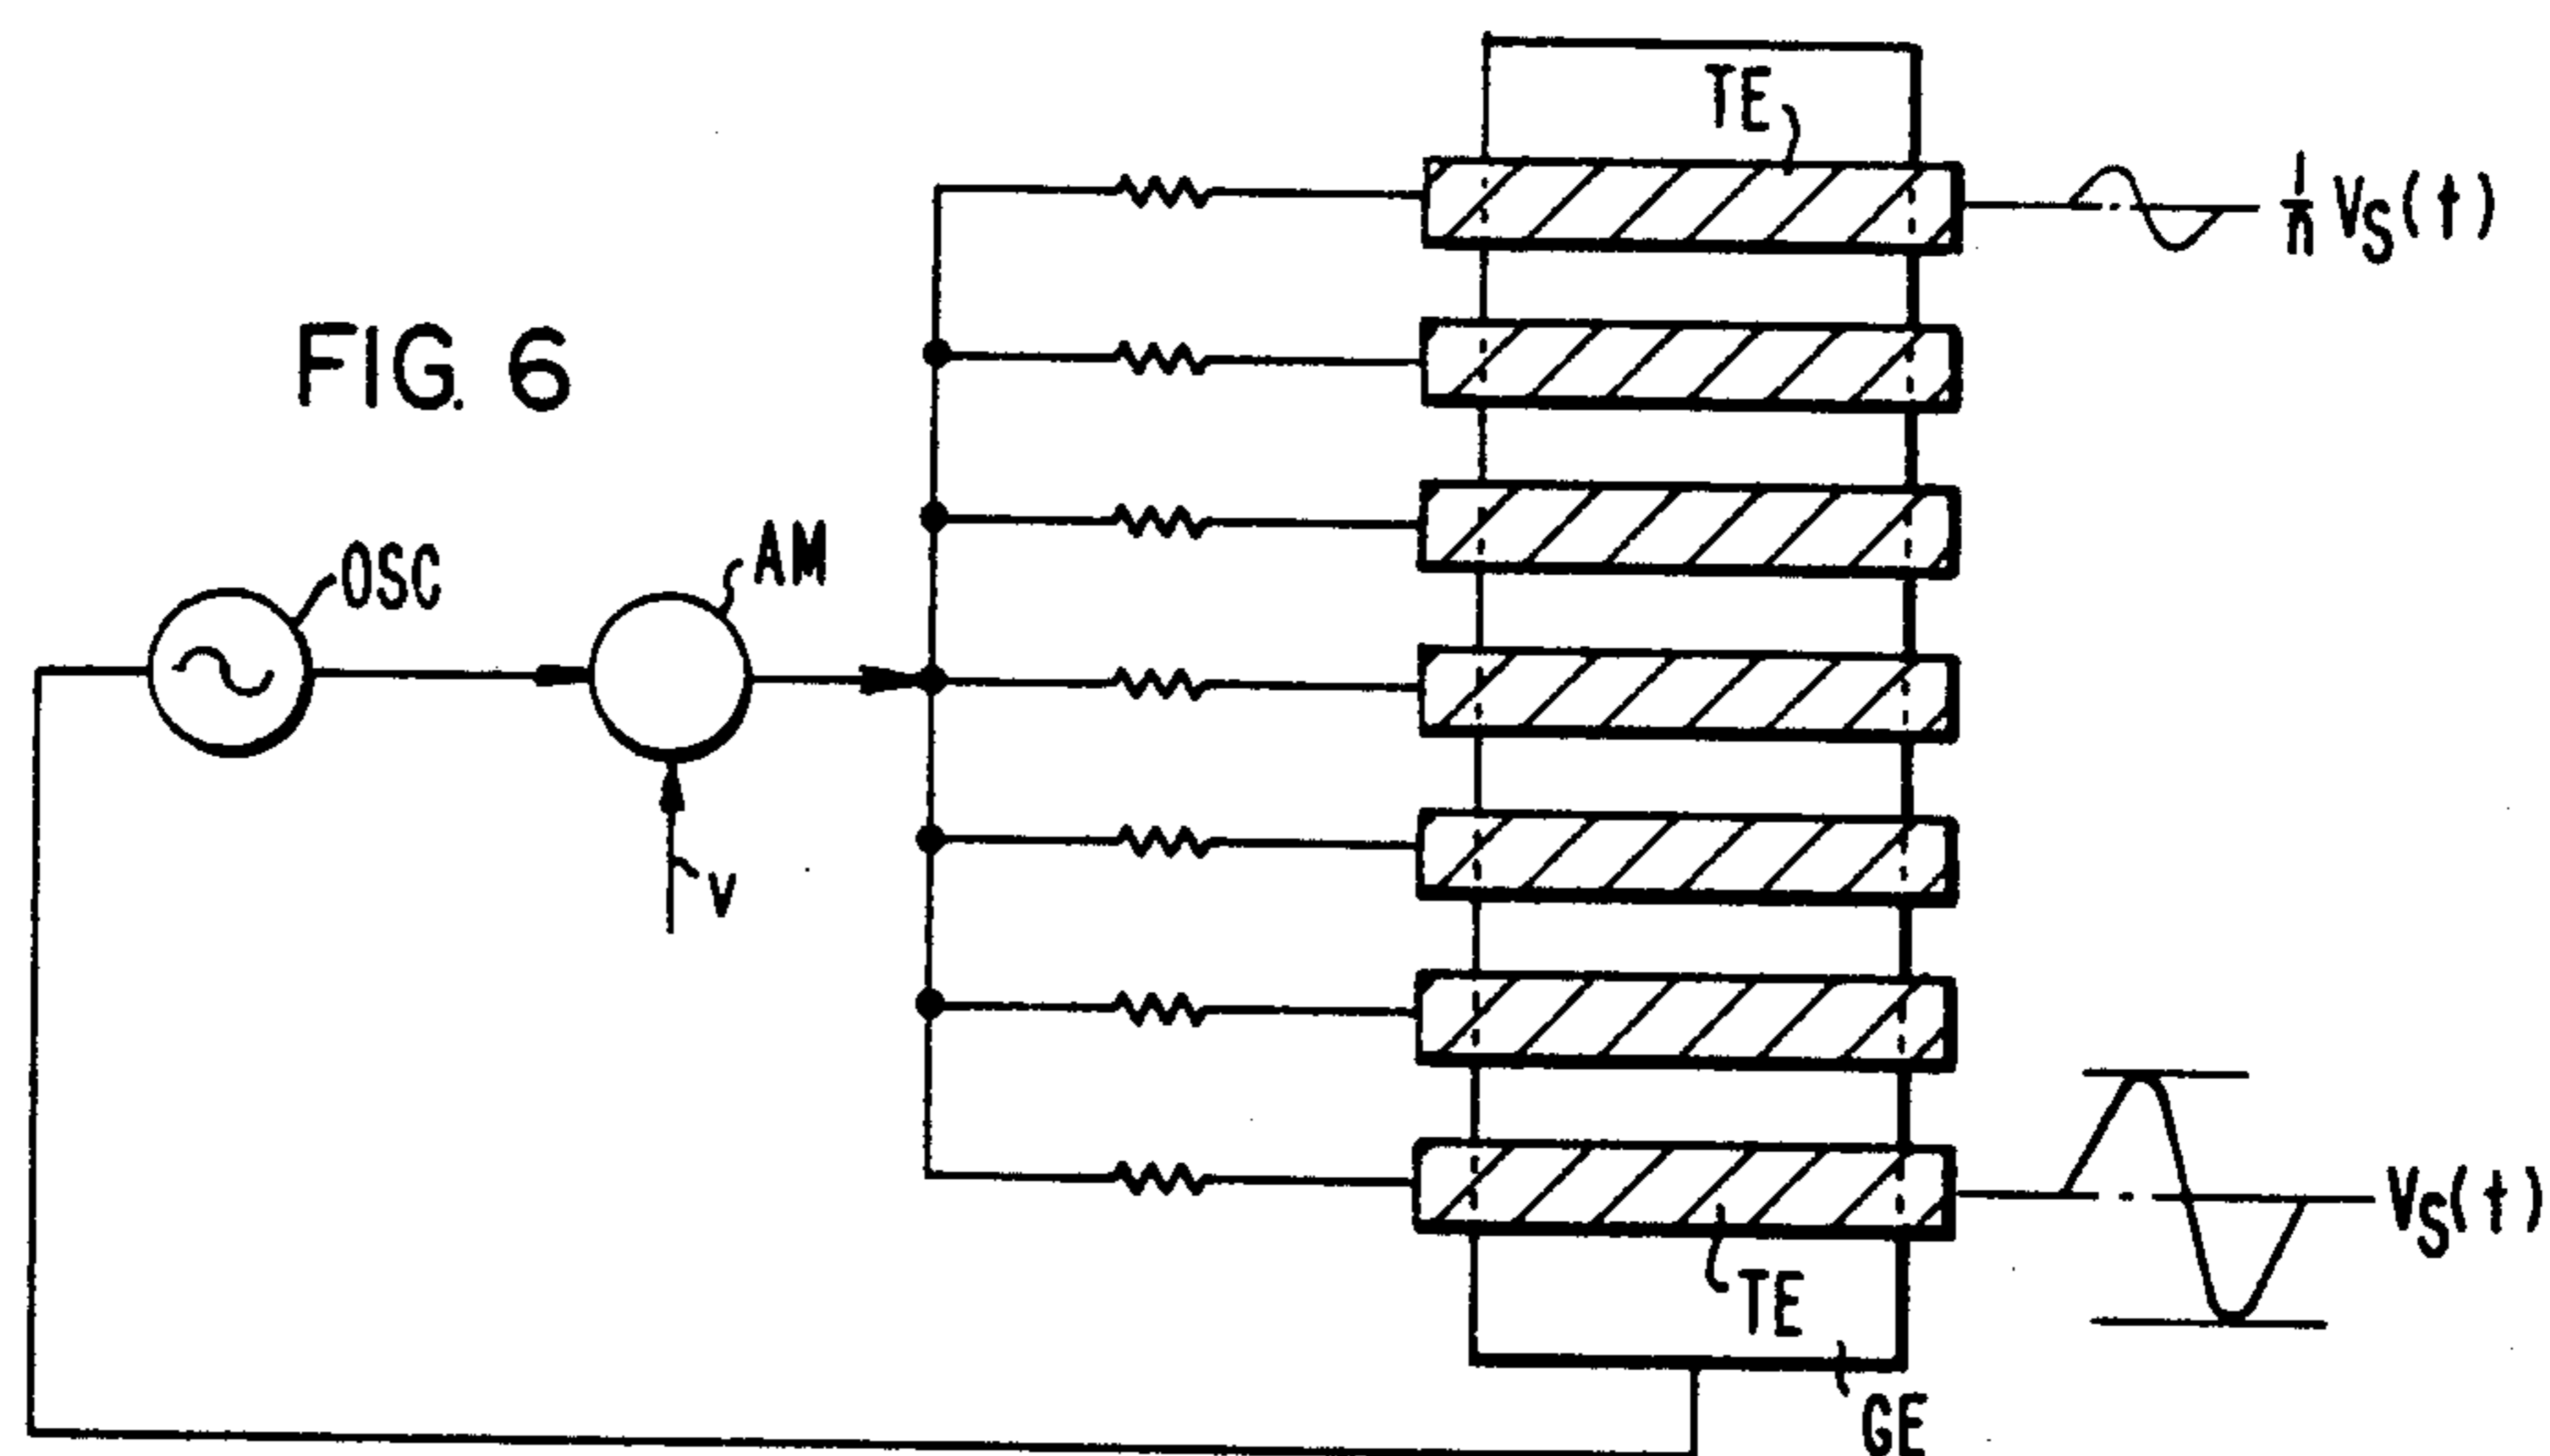 TE
1/n VS(t)
FIG. 6
OSC
AM
V
VS(t)
TE
GE